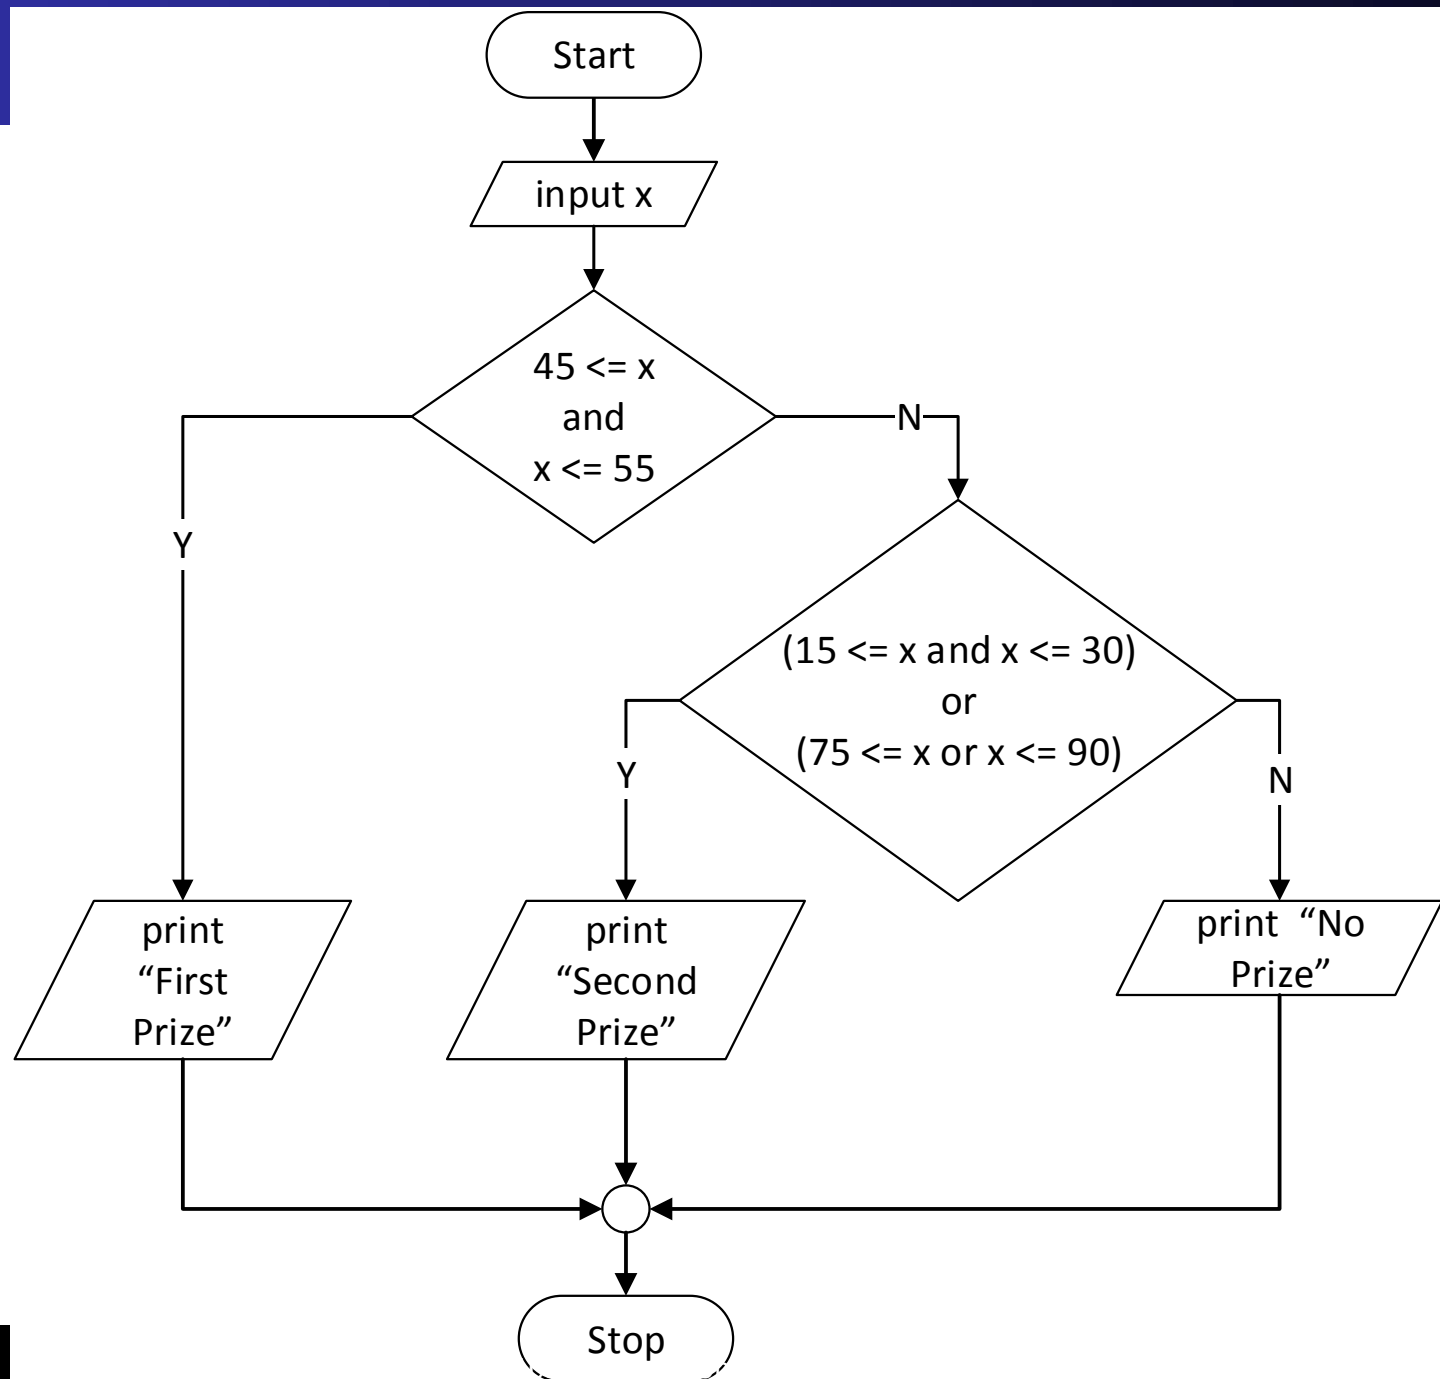 Start
input x
45 <= x
and
x <= 55
N
Y
(15 <= x and x <= 30)
or
(75 <= x or x <= 90)
Y
N
print
“First
Prize”
print
“Second
Prize”
print “No
Prize”
Stop